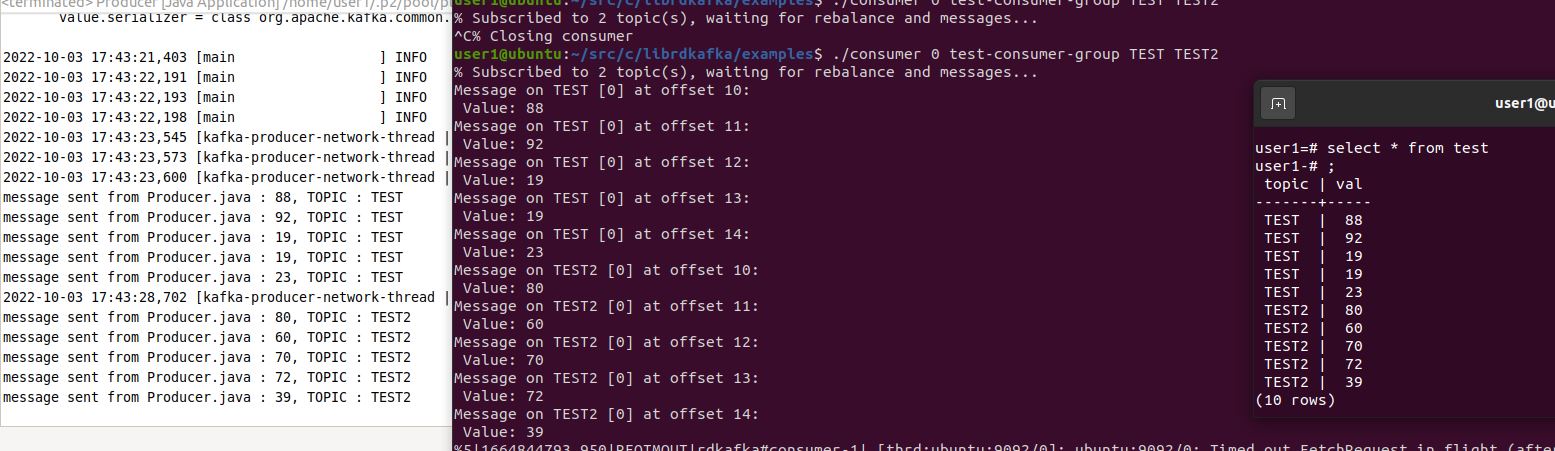 <terminated> Producer [Java Application] /home/user1/.p2/pool/pl
value.serializer = class org.apache.kafka.common.
2022-10-03 17:43:21,403 [main ] INFO
2022-10-03 17:43:22,191 [main ] INFO
2022-10-03 17:43:22,193 [main ] INFO
2022-10-03 17:43:22,198 [main ] INFO
2022-10-03 17:43:23,545 [kafka-producer-network-thread |
2022-10-03 17:43:23,573 [kafka-producer-network-thread |
2022-10-03 17:43:23,600 [kafka-producer-network-thread |
message sent from Producer.java : 88, TOPIC : TEST
message sent from Producer.java : 92, TOPIC : TEST
message sent from Producer.java : 19, TOPIC : TEST
message sent from Producer.java : 19, TOPIC : TEST
message sent from Producer.java : 23, TOPIC : TEST
2022-10-03 17:43:28,702 [kafka-producer-network-thread |
message sent from Producer.java : 80, TOPIC : TEST2
message sent from Producer.java : 60, TOPIC : TEST2
message sent from Producer.java : 70, TOPIC : TEST2
message sent from Producer.java : 72, TOPIC : TEST2
message sent from Producer.java : 39, TOPIC : TEST2
user1@ubuntu:~/src/c/librdkafka/examples$ ./consumer 0 test-consumer-group TEST TEST2
% Subscribed to 2 topic(s), waiting for rebalance and messages...
^C% Closing consumer
user1@ubuntu:~/src/c/librdkafka/examples$ ./consumer 0 test-consumer-group TEST TEST2
% Subscribed to 2 topic(s), waiting for rebalance and messages...
Message on TEST [0] at offset 10:
Value: 88
Message on TEST [0] at offset 11:
Value: 92
Message on TEST [0] at offset 12:
Value: 19
Message on TEST [0] at offset 13:
Value: 19
Message on TEST [0] at offset 14:
Value: 23
Message on TEST2 [0] at offset 10:
Value: 80
Message on TEST2 [0] at offset 11:
Value: 60
Message on TEST2 [0] at offset 12:
Value: 70
Message on TEST2 [0] at offset 13:
Value: 72
Message on TEST2 [0] at offset 14:
Value: 39
%5|1664844793.950|REQTMOUT|rdkafka#consumer-1| [thrd:ubuntu:9092/0]: ubuntu:9092/0: Timed out FetchRequest in flight (afte
user1@u
user1=# select * from test
user1-# ;
topic | val
-------+-----
TEST | 88
TEST | 92
TEST | 19
TEST | 19
TEST | 23
TEST2 | 80
TEST2 | 60
TEST2 | 70
TEST2 | 72
TEST2 | 39
(10 rows)